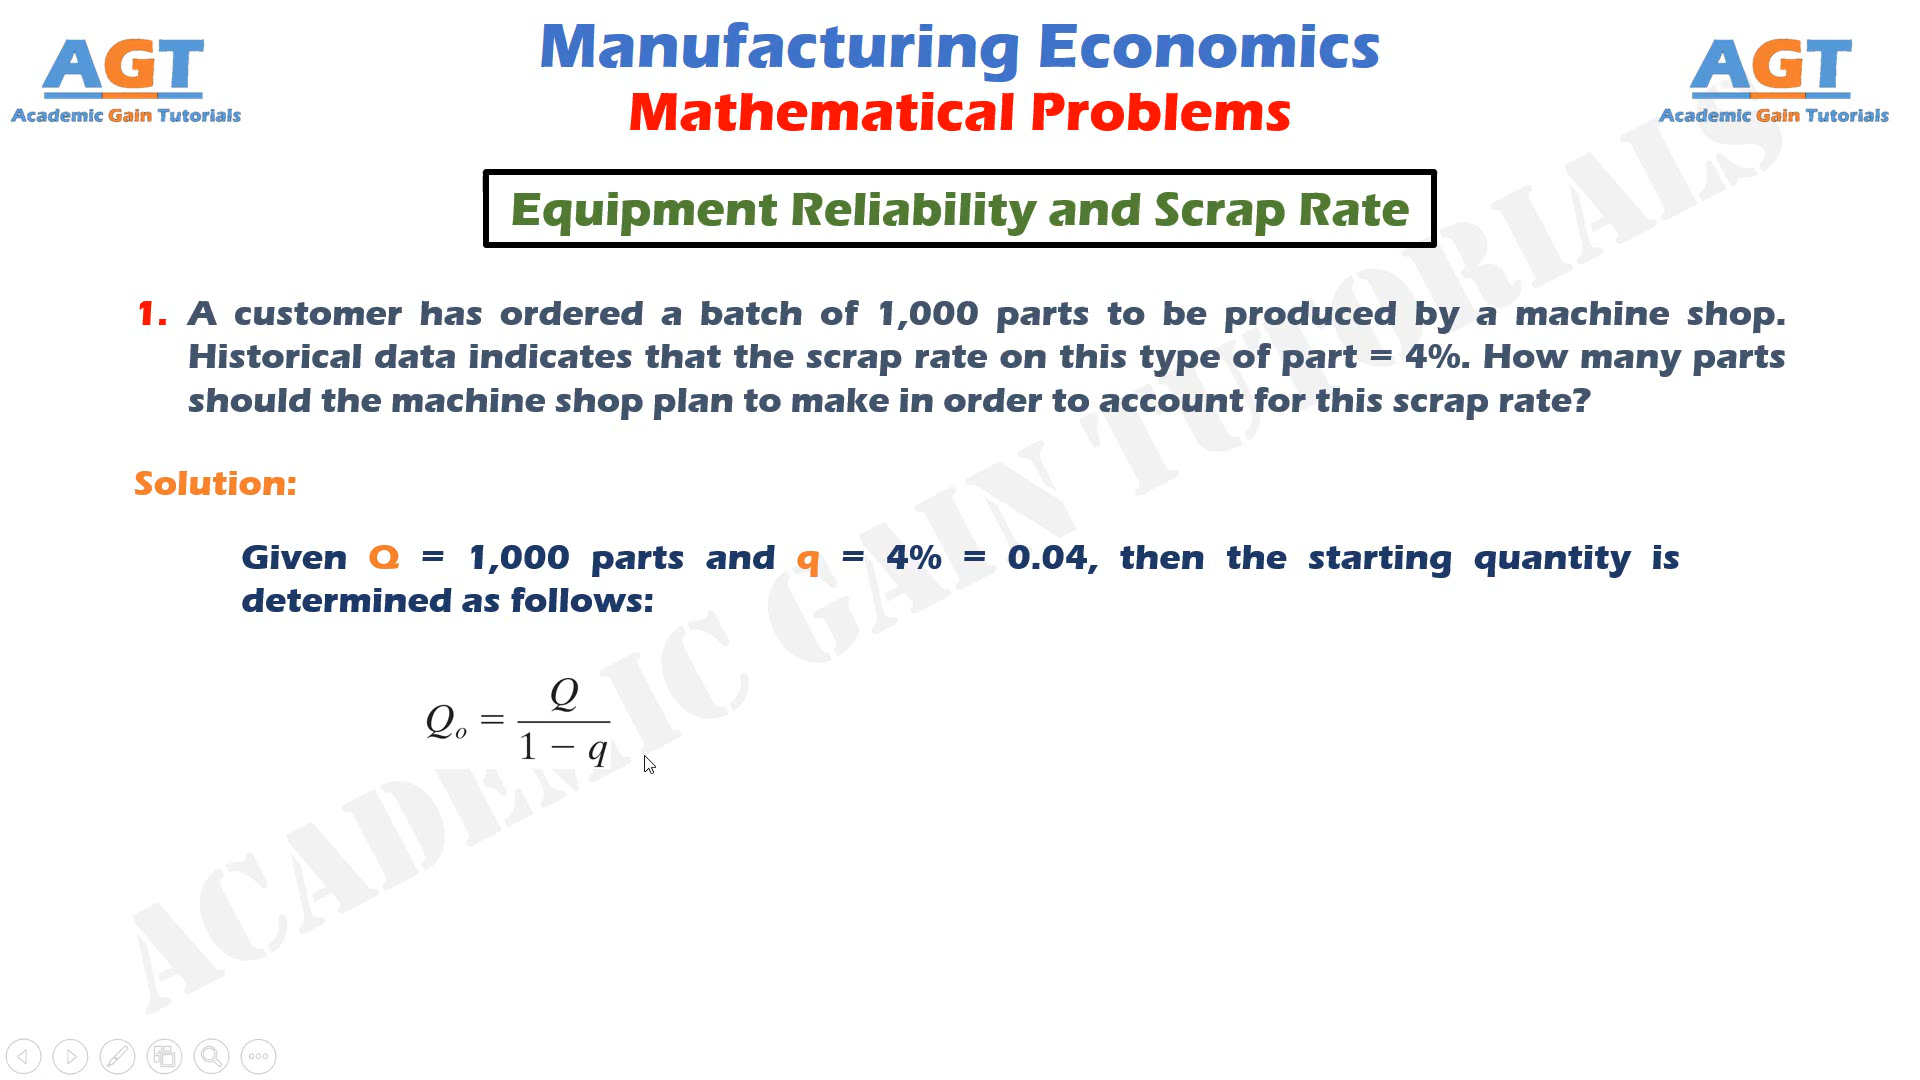 AGT
Academic Gain Tutorials
Manufacturing Economics
Mathematical Problems
AGT
Academic Gain Tutorials
Equipment Reliability and Scrap Rate
1. A customer has ordered a batch of 1,000 parts to be produced by a machine shop.
Historical data indicates that the scrap rate on this type of part = 4%. How many parts
should the machine shop plan to make in order to account for this scrap rate?
Solution:
Given Q = 1,000 parts and q = 4% = 0.04, then the starting quantity is
determined as follows:
Qₒ = Q / (1 − q)
ACADEMIC GAIN TUTORIALS